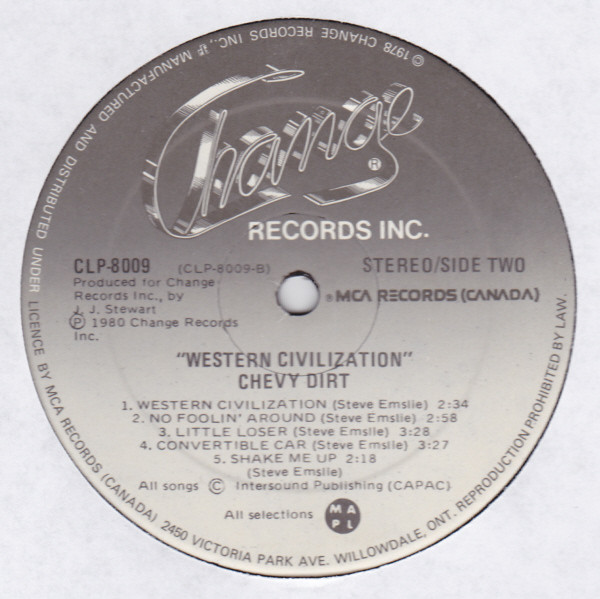 © 1978 CHANGE RECORDS INC., MANUFACTURED AND DISTRIBUTED UNDER LICENCE BY MCA RECORDS (CANADA) 2450 VICTORIA PARK AVE. WILLOWDALE, ONT. REPRODUCTION PROHIBITED BY LAW.
Change ®
RECORDS INC.
CLP-8009 (CLP-8009-B)
Produced for Change
Records Inc., by
J. J. Stewart
℗ 1980 Change Records
Inc.
STEREO/SIDE TWO
® MCA RECORDS (CANADA)
"WESTERN CIVILIZATION"
CHEVY DIRT
1. WESTERN CIVILIZATION (Steve Emslie) 2:34
2. NO FOOLIN' AROUND (Steve Emslie) 2:58
3. LITTLE LOSER (Steve Emslie) 3:28
4. CONVERTIBLE CAR (Steve Emslie) 3:27
5. SHAKE ME UP 2:18
(Steve Emslie)
All songs © Intersound Publishing (CAPAC)
All selections MAPL